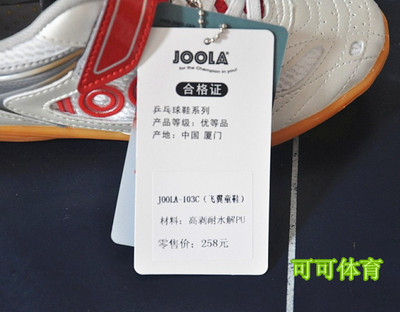 JOOLA®
for the Champion in you!
合格证
乒乓球鞋系列
产品等级：优等品
产地：中国 厦门
JOOLA-103C（飞翼童鞋）
材料：高剥耐水解PU
零售价：258元
可可体育